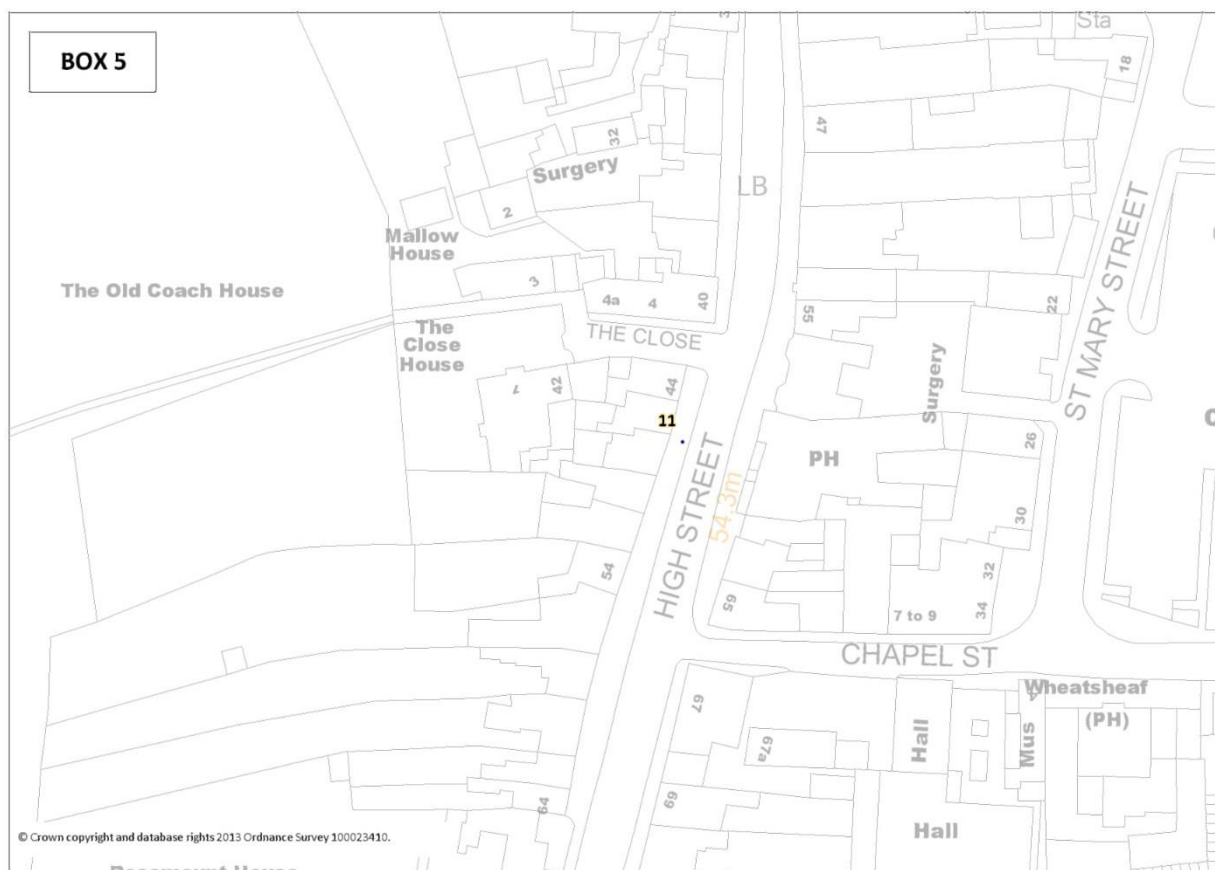 BOX 5
Sta
18
32
Surgery
47
LB
2
Mallow
House
3
The Old Coach House
4a
4
40
22
55
THE CLOSE
The
Close
House
ST MARY STREET
Surgery
7
42
44
11
26
PH
HIGH STREET
54.3m
30
54
32
65
7 to 9
34
CHAPEL ST
67
Wheatsheaf
(PH)
4
Hall
Mus
67a
64
69
Hall
© Crown copyright and database rights 2013 Ordnance Survey 100023410.